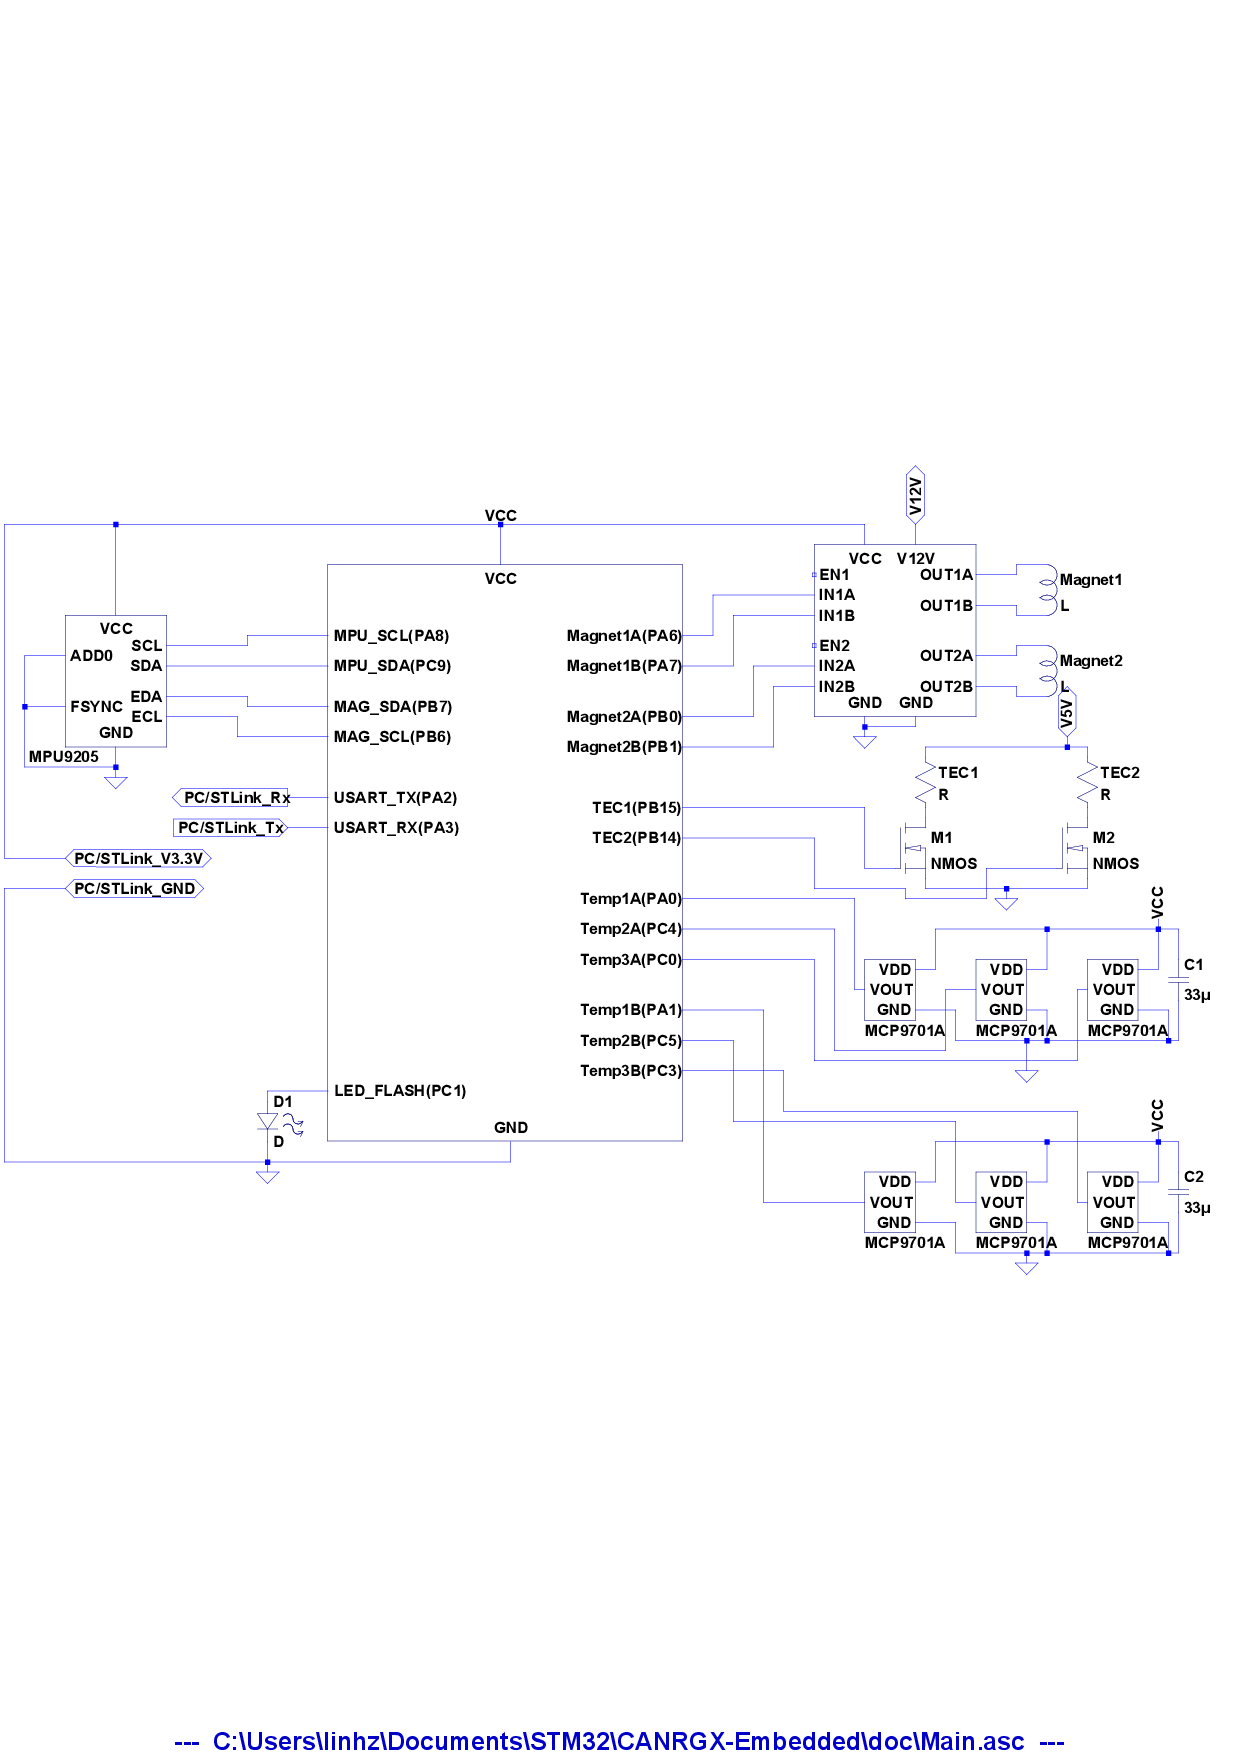 V12V
VCC
VCC V12V
EN1
IN1A
IN1B
EN2
IN2A
IN2B
GND GND
OUT1A
OUT1B
OUT2A
OUT2B
Magnet1
L
Magnet2
L
V5V
VCC
MPU_SCL(PA8)
MPU_SDA(PC9)
MAG_SDA(PB7)
MAG_SCL(PB6)
USART_TX(PA2)
USART_RX(PA3)
LED_FLASH(PC1)
GND
Magnet1A(PA6)
Magnet1B(PA7)
Magnet2A(PB0)
Magnet2B(PB1)
TEC1(PB15)
TEC2(PB14)
Temp1A(PA0)
Temp2A(PC4)
Temp3A(PC0)
Temp1B(PA1)
Temp2B(PC5)
Temp3B(PC3)
VCC
ADD0
SCL
SDA
EDA
FSYNC
ECL
GND
MPU9205
PC/STLink_Rx
PC/STLink_Tx
PC/STLink_V3.3V
PC/STLink_GND
D1
D
TEC1
R
TEC2
R
M1
NMOS
M2
NMOS
VCC
VDD
VOUT
GND
MCP9701A
VDD
VOUT
GND
MCP9701A
VDD
VOUT
GND
MCP9701A
C1
33µ
VCC
VDD
VOUT
GND
MCP9701A
VDD
VOUT
GND
MCP9701A
VDD
VOUT
GND
MCP9701A
C2
33µ
--- C:\Users\linhz\Documents\STM32\CANRGX-Embedded\doc\Main.asc ---